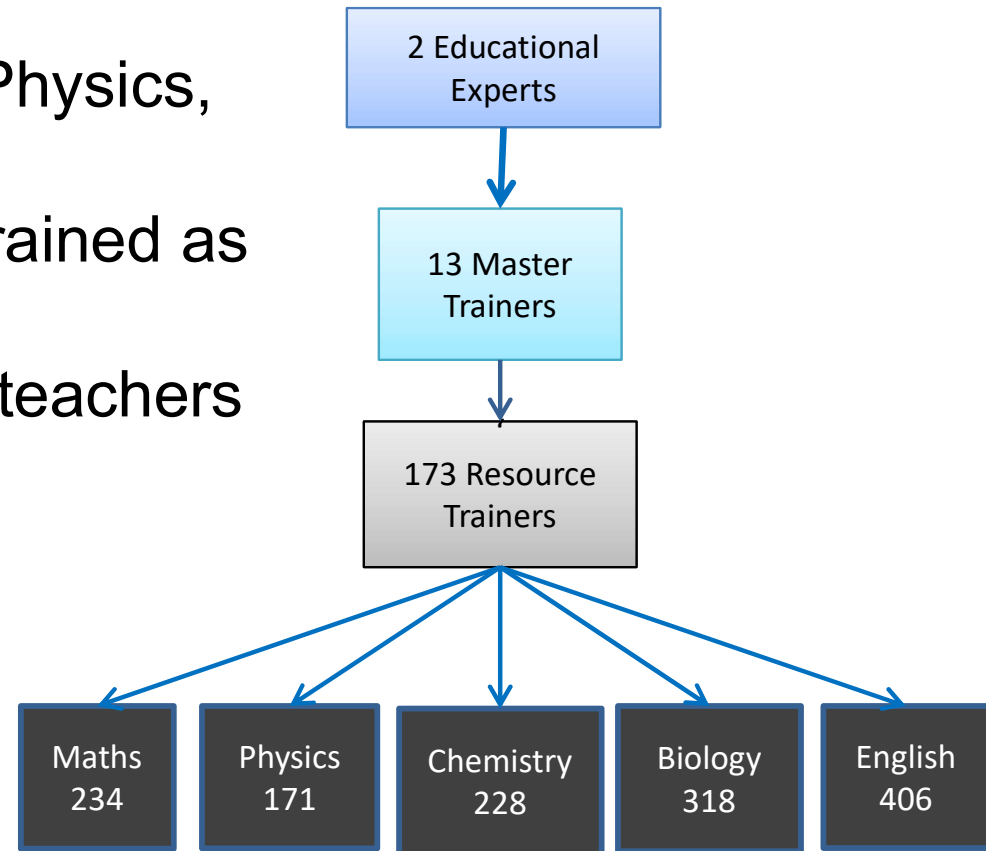 Physics,
rained as
teachers
2 Educational
Experts
13 Master
Trainers
173 Resource
Trainers
Maths
234
Physics
171
Chemistry
228
Biology
318
English
406